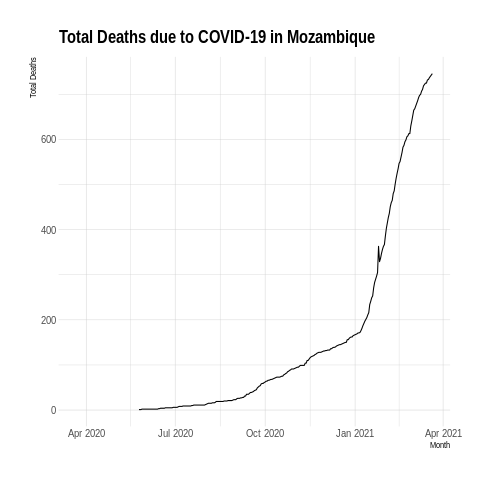 Total Deaths due to COVID-19 in Mozambique
Total Deaths
600
400
200
0
Apr 2020 Jul 2020 Oct 2020 Jan 2021 Apr 2021
Month